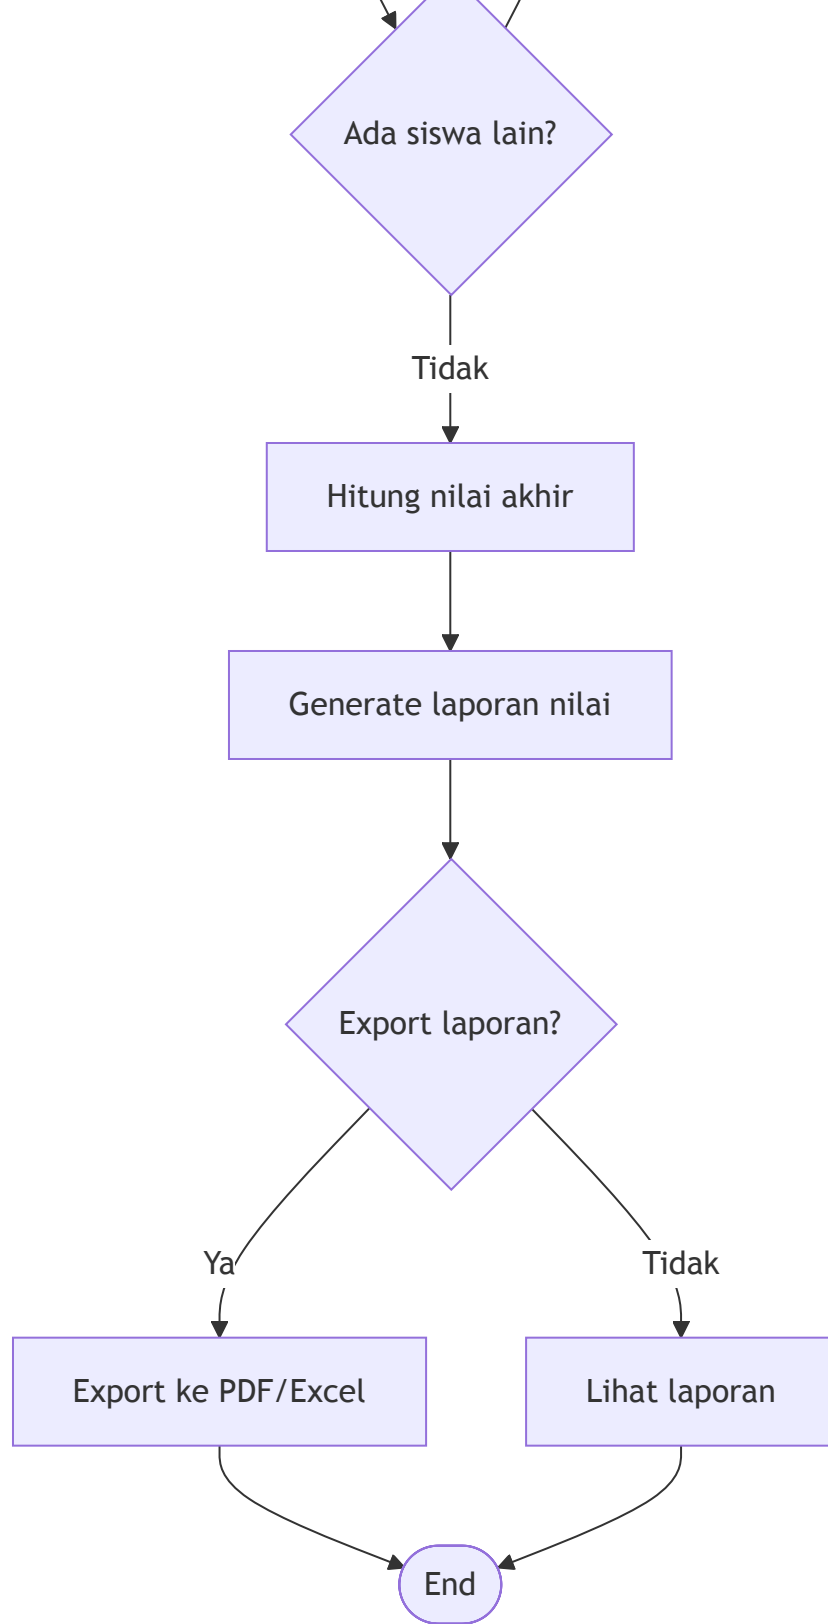 Ada siswa lain?
Tidak
Hitung nilai akhir
Generate laporan nilai
Export laporan?
Ya
Tidak
Export ke PDF/Excel
Lihat laporan
End